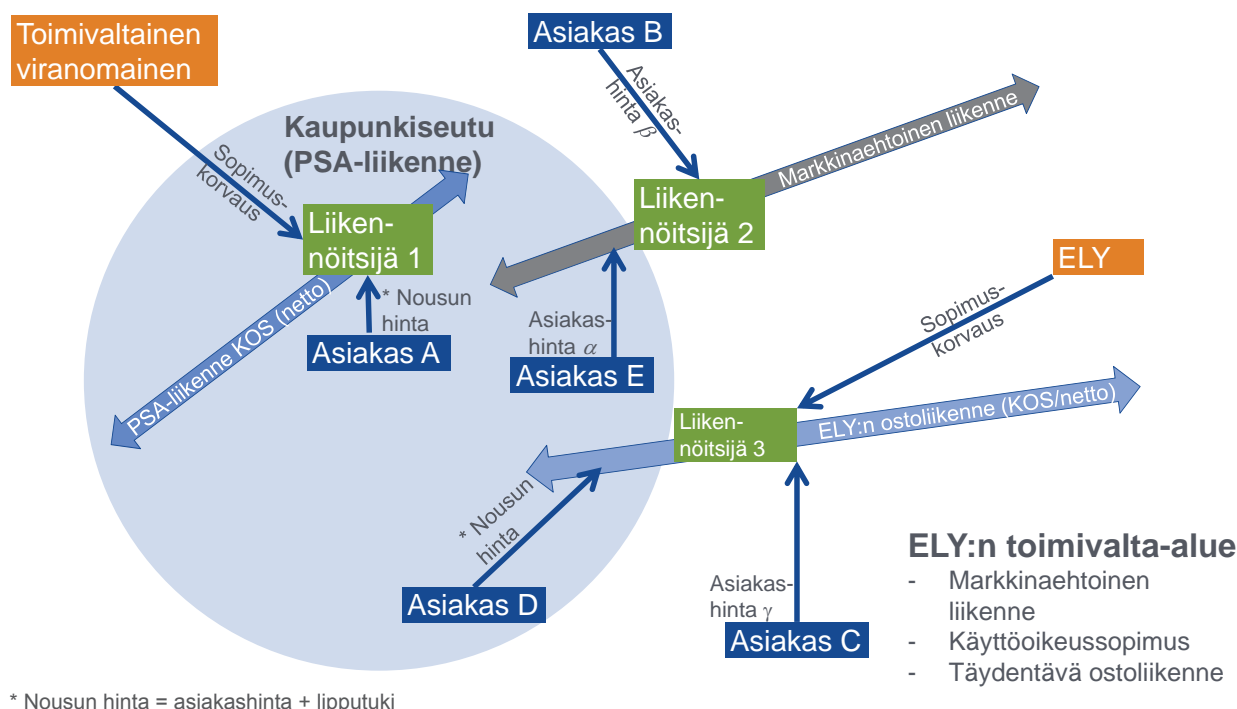 Toimivaltainen
viranomainen
Asiakas B
Asiakas-
hinta β
Markkinaehtoinen liikenne
Kaupunkiseutu
(PSA-liikenne)
Sopimus-
korvaus
Liiken-
nöitsijä 1
Liiken-
nöitsijä 2
ELY
PSA-liikenne KOS (netto)
* Nousun
hinta
Asiakas A
Asiakas-
hinta α
Asiakas E
Sopimus-
korvaus
Liiken-
nöitsijä 3
ELY:n ostoliikenne (KOS/netto)
* Nousun
hinta
Asiakas D
Asiakas-
hinta γ
Asiakas C
ELY:n toimivalta-alue
- Markkinaehtoinen
liikenne
- Käyttöoikeussopimus
- Täydentävä ostoliikenne
* Nousun hinta = asiakashinta + lipputuki